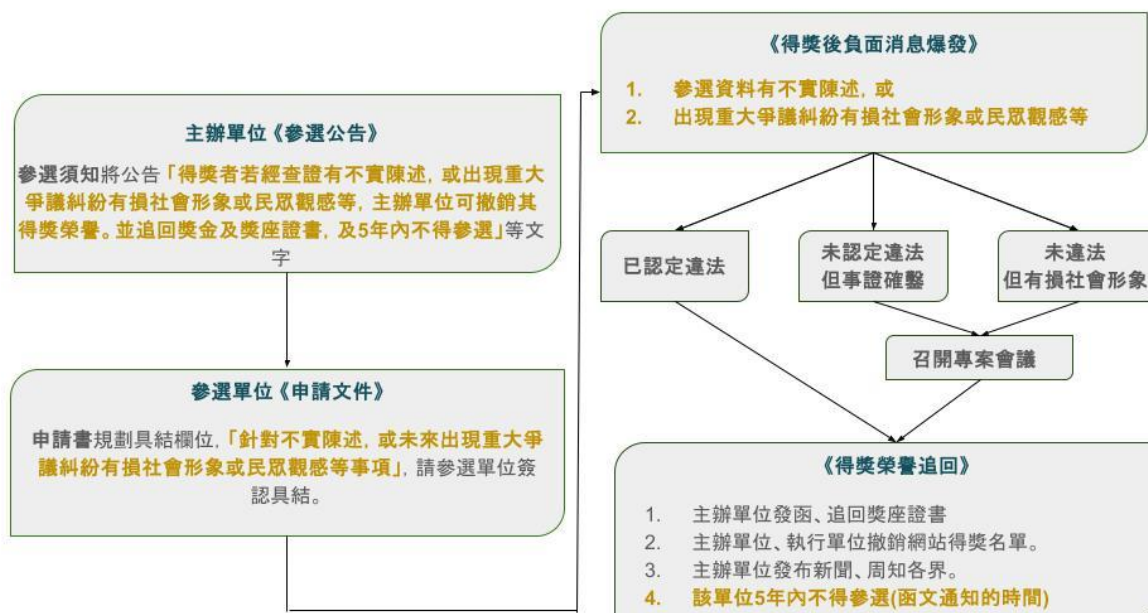 主辦單位《參選公告》
參選須知將公告「得獎者若經查證有不實陳述, 或出現重大
爭議糾紛有損社會形象或民眾觀感等, 主辦單位可撤銷其
得獎榮譽。並追回獎金及獎座證書, 及5年內不得參選」等文
字
參選單位《申請文件》
申請書規劃具結欄位,「針對不實陳述, 或未來出現重大爭
議糾紛有損社會形象或民眾觀感等事項」, 請參選單位簽
認具結。
《得獎後負面消息爆發》
1. 參選資料有不實陳述, 或
2. 出現重大爭議糾紛有損社會形象或民眾觀感等
已認定違法
未認定違法
但事證確鑿
未違法
但有損社會形象
召開專案會議
《得獎榮譽追回》
1. 主辦單位發函、追回獎座證書
2. 主辦單位、執行單位撤銷網站得獎名單。
3. 主辦單位發布新聞、周知各界。
4. 該單位5年內不得參選(函文通知的時間)